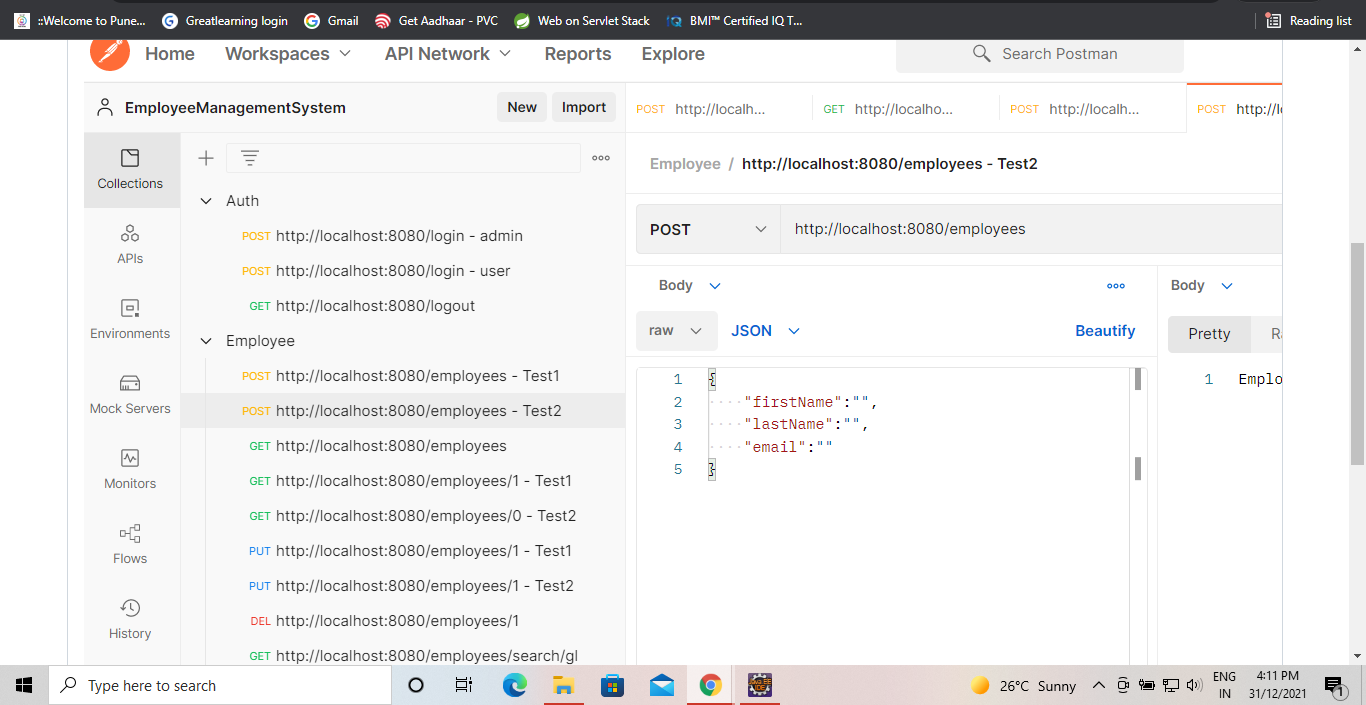 ::Welcome to Pune... Greatlearning login Gmail Get Aadhaar - PVC Web on Servlet Stack BMI™ Certified IQ T... Reading list
Home Workspaces API Network Reports Explore Search Postman
EmployeeManagementSystem New Import
POST http://localh... GET http://localho... POST http://localh... POST http://l
Collections
APIs
Environments
Mock Servers
Monitors
Flows
History
Auth
POST http://localhost:8080/login - admin
POST http://localhost:8080/login - user
GET http://localhost:8080/logout
Employee
POST http://localhost:8080/employees - Test1
POST http://localhost:8080/employees - Test2
GET http://localhost:8080/employees
GET http://localhost:8080/employees/1 - Test1
GET http://localhost:8080/employees/0 - Test2
PUT http://localhost:8080/employees/1 - Test1
PUT http://localhost:8080/employees/1 - Test2
DEL http://localhost:8080/employees/1
GET http://localhost:8080/employees/search/gl
Employee / http://localhost:8080/employees - Test2
POST http://localhost:8080/employees
Body
raw JSON Beautify
1 {
2 "firstName":"",
3 "lastName":"",
4 "email":""
5 }
Body
Pretty Ra
1 Emplo
Type here to search 26°C Sunny ENG IN 4:11 PM 31/12/2021 1